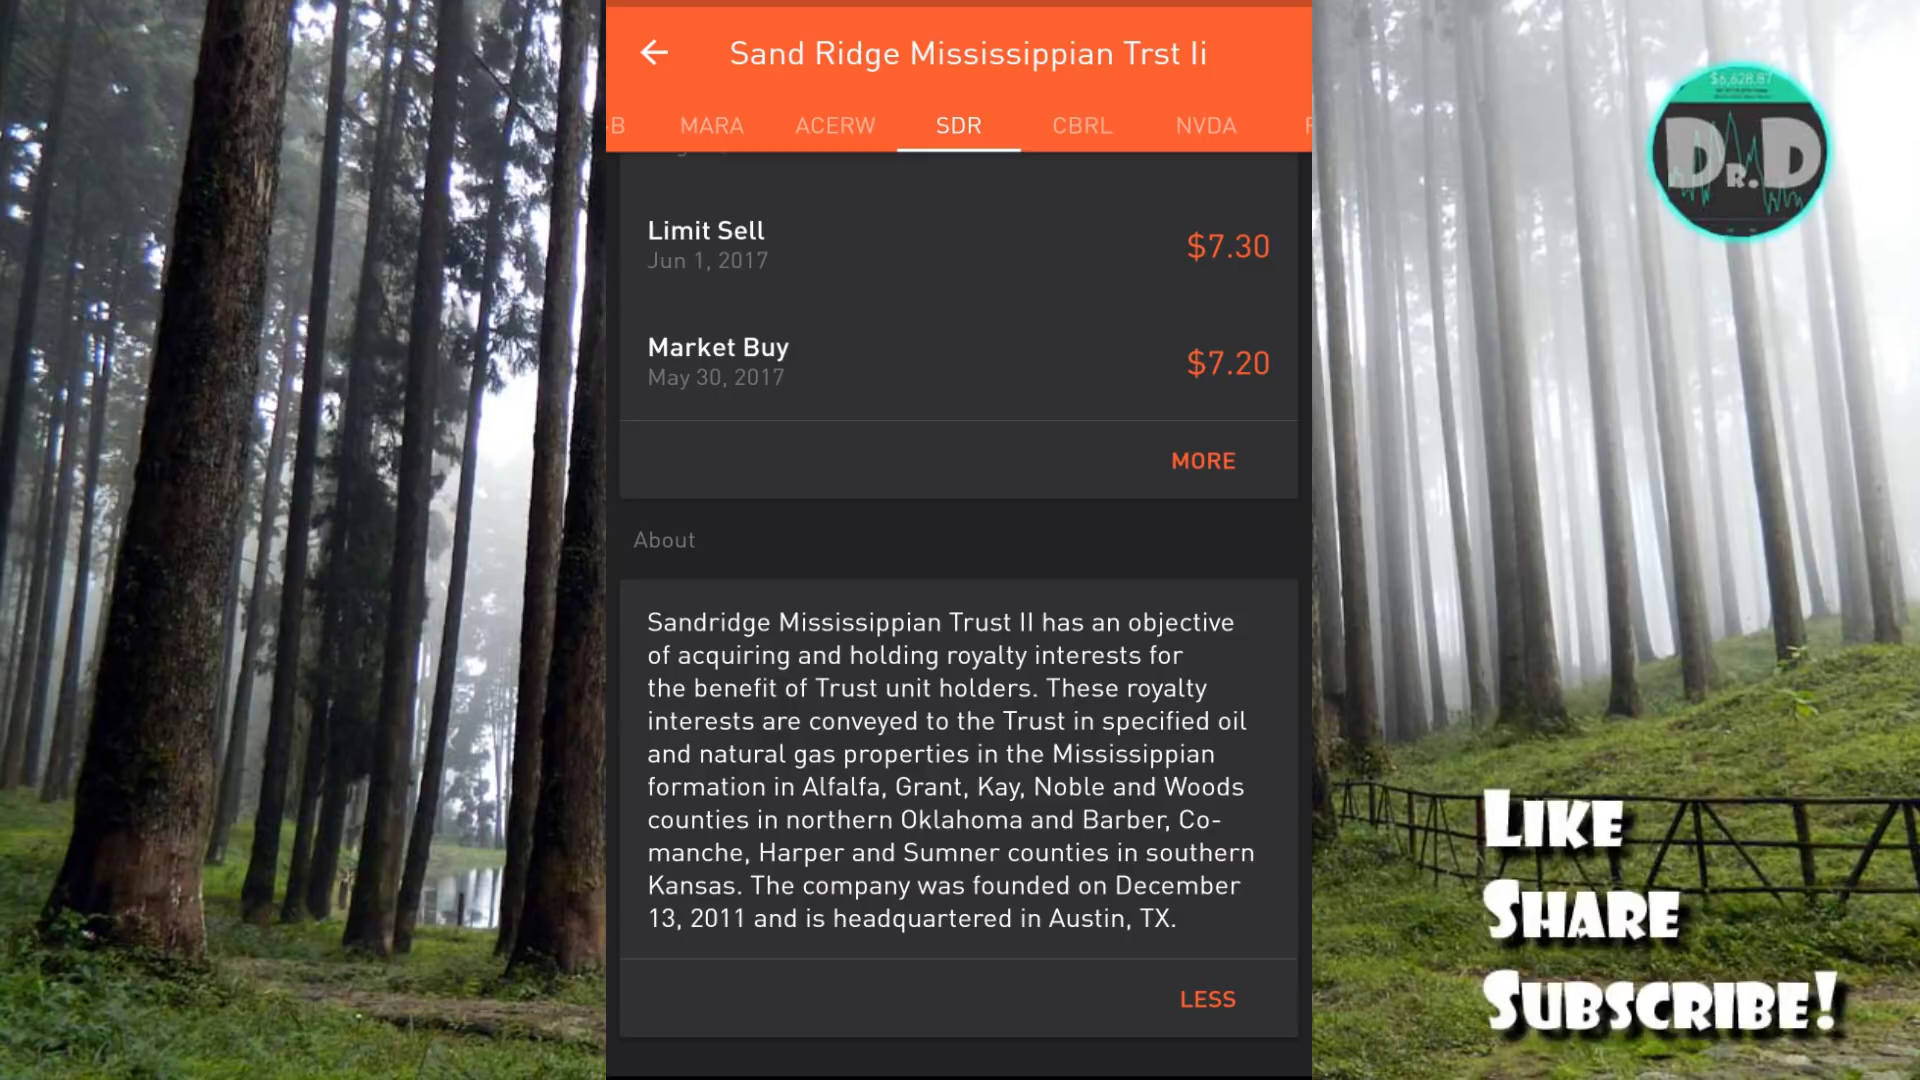 Sand Ridge Mississippian Trst Ii
MARA ACERW SDR CBRL NVDA
Limit Sell
Jun 1, 2017
$7.30
Market Buy
May 30, 2017
$7.20
MORE
About
Sandridge Mississippian Trust II has an objective
of acquiring and holding royalty interests for
the benefit of Trust unit holders. These royalty
interests are conveyed to the Trust in specified oil
and natural gas properties in the Mississippian
formation in Alfalfa, Grant, Kay, Noble and Woods
counties in northern Oklahoma and Barber, Co-
manche, Harper and Sumner counties in southern
Kansas. The company was founded on December
13, 2011 and is headquartered in Austin, TX.
LESS
$6,628.87
DR.D
LIKE
SHARE
SUBSCRIBE!